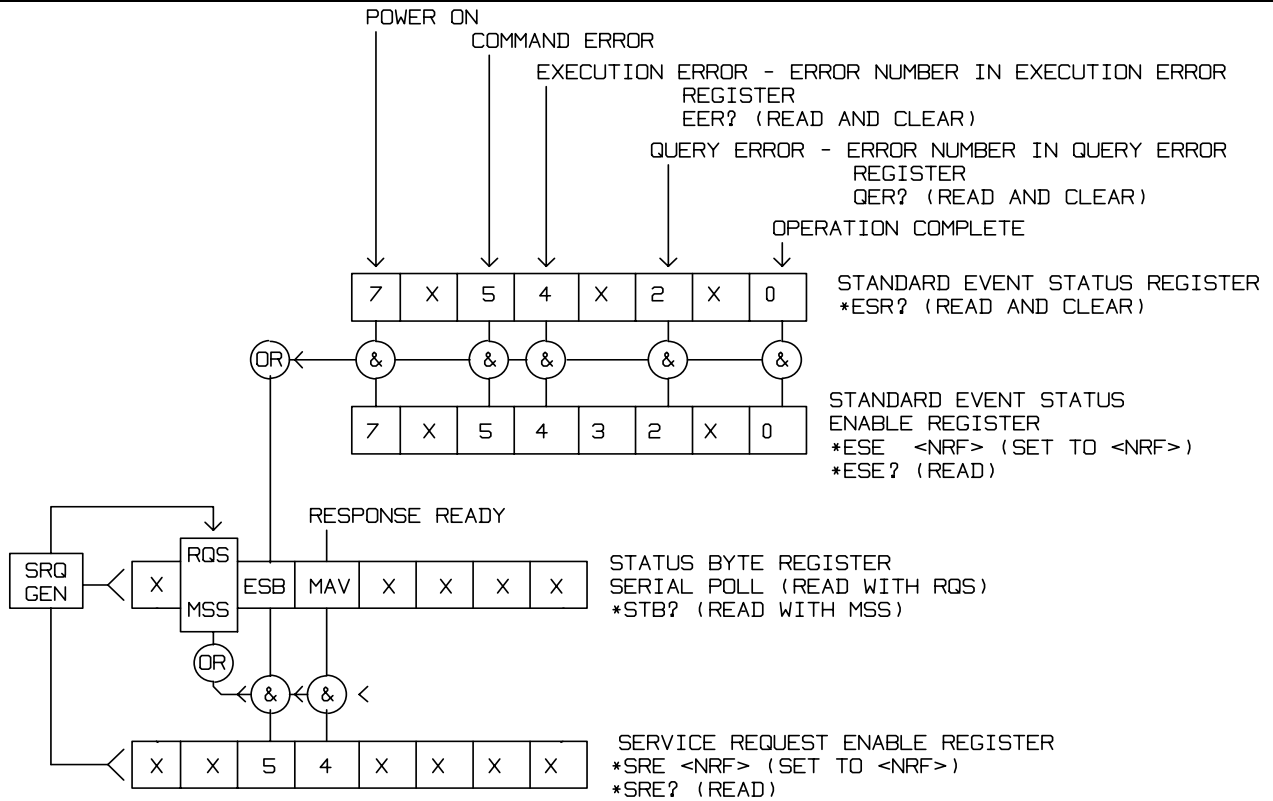 POWER ON
COMMAND ERROR
EXECUTION ERROR - ERROR NUMBER IN EXECUTION ERROR
REGISTER
EER? (READ AND CLEAR)
QUERY ERROR - ERROR NUMBER IN QUERY ERROR
REGISTER
QER? (READ AND CLEAR)
OPERATION COMPLETE
7 X 5 4 X 2 X 0
STANDARD EVENT STATUS REGISTER
*ESR? (READ AND CLEAR)
OR & & & & &
7 X 5 4 3 2 X 0
STANDARD EVENT STATUS
ENABLE REGISTER
*ESE <NRF> (SET TO <NRF>)
*ESE? (READ)
RESPONSE READY
SRQ
GEN
X RQS MSS ESB MAV X X X X
STATUS BYTE REGISTER
SERIAL POLL (READ WITH RQS)
*STB? (READ WITH MSS)
OR
& &
X X 5 4 X X X X
SERVICE REQUEST ENABLE REGISTER
*SRE <NRF> (SET TO <NRF>)
*SRE? (READ)